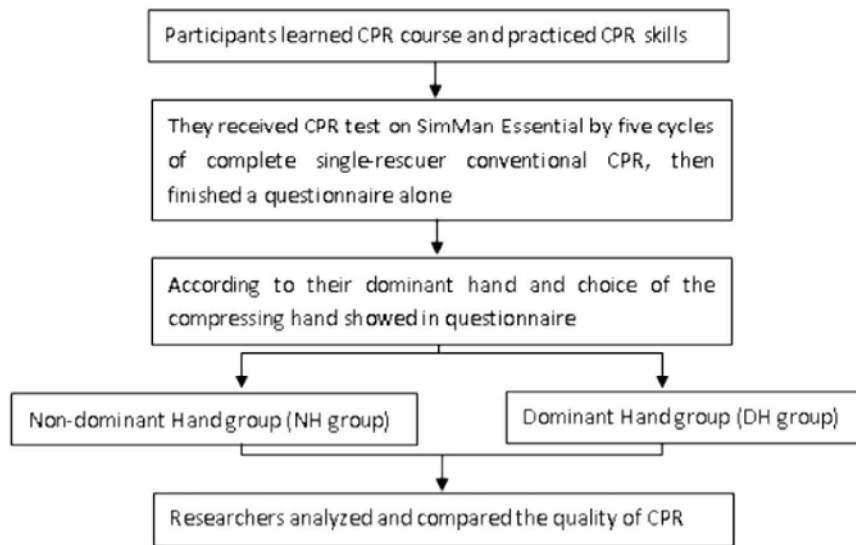 Participants learned CPR course and practiced CPR skills
They received CPR test on SimMan Essential by five cycles
of complete single-rescuer conventional CPR, then
finished a questionnaire alone
According to their dominant hand and choice of the
compressing hand showed in questionnaire
Non-dominant Hand group (NH group)
Dominant Hand group (DH group)
Researchers analyzed and compared the quality of CPR